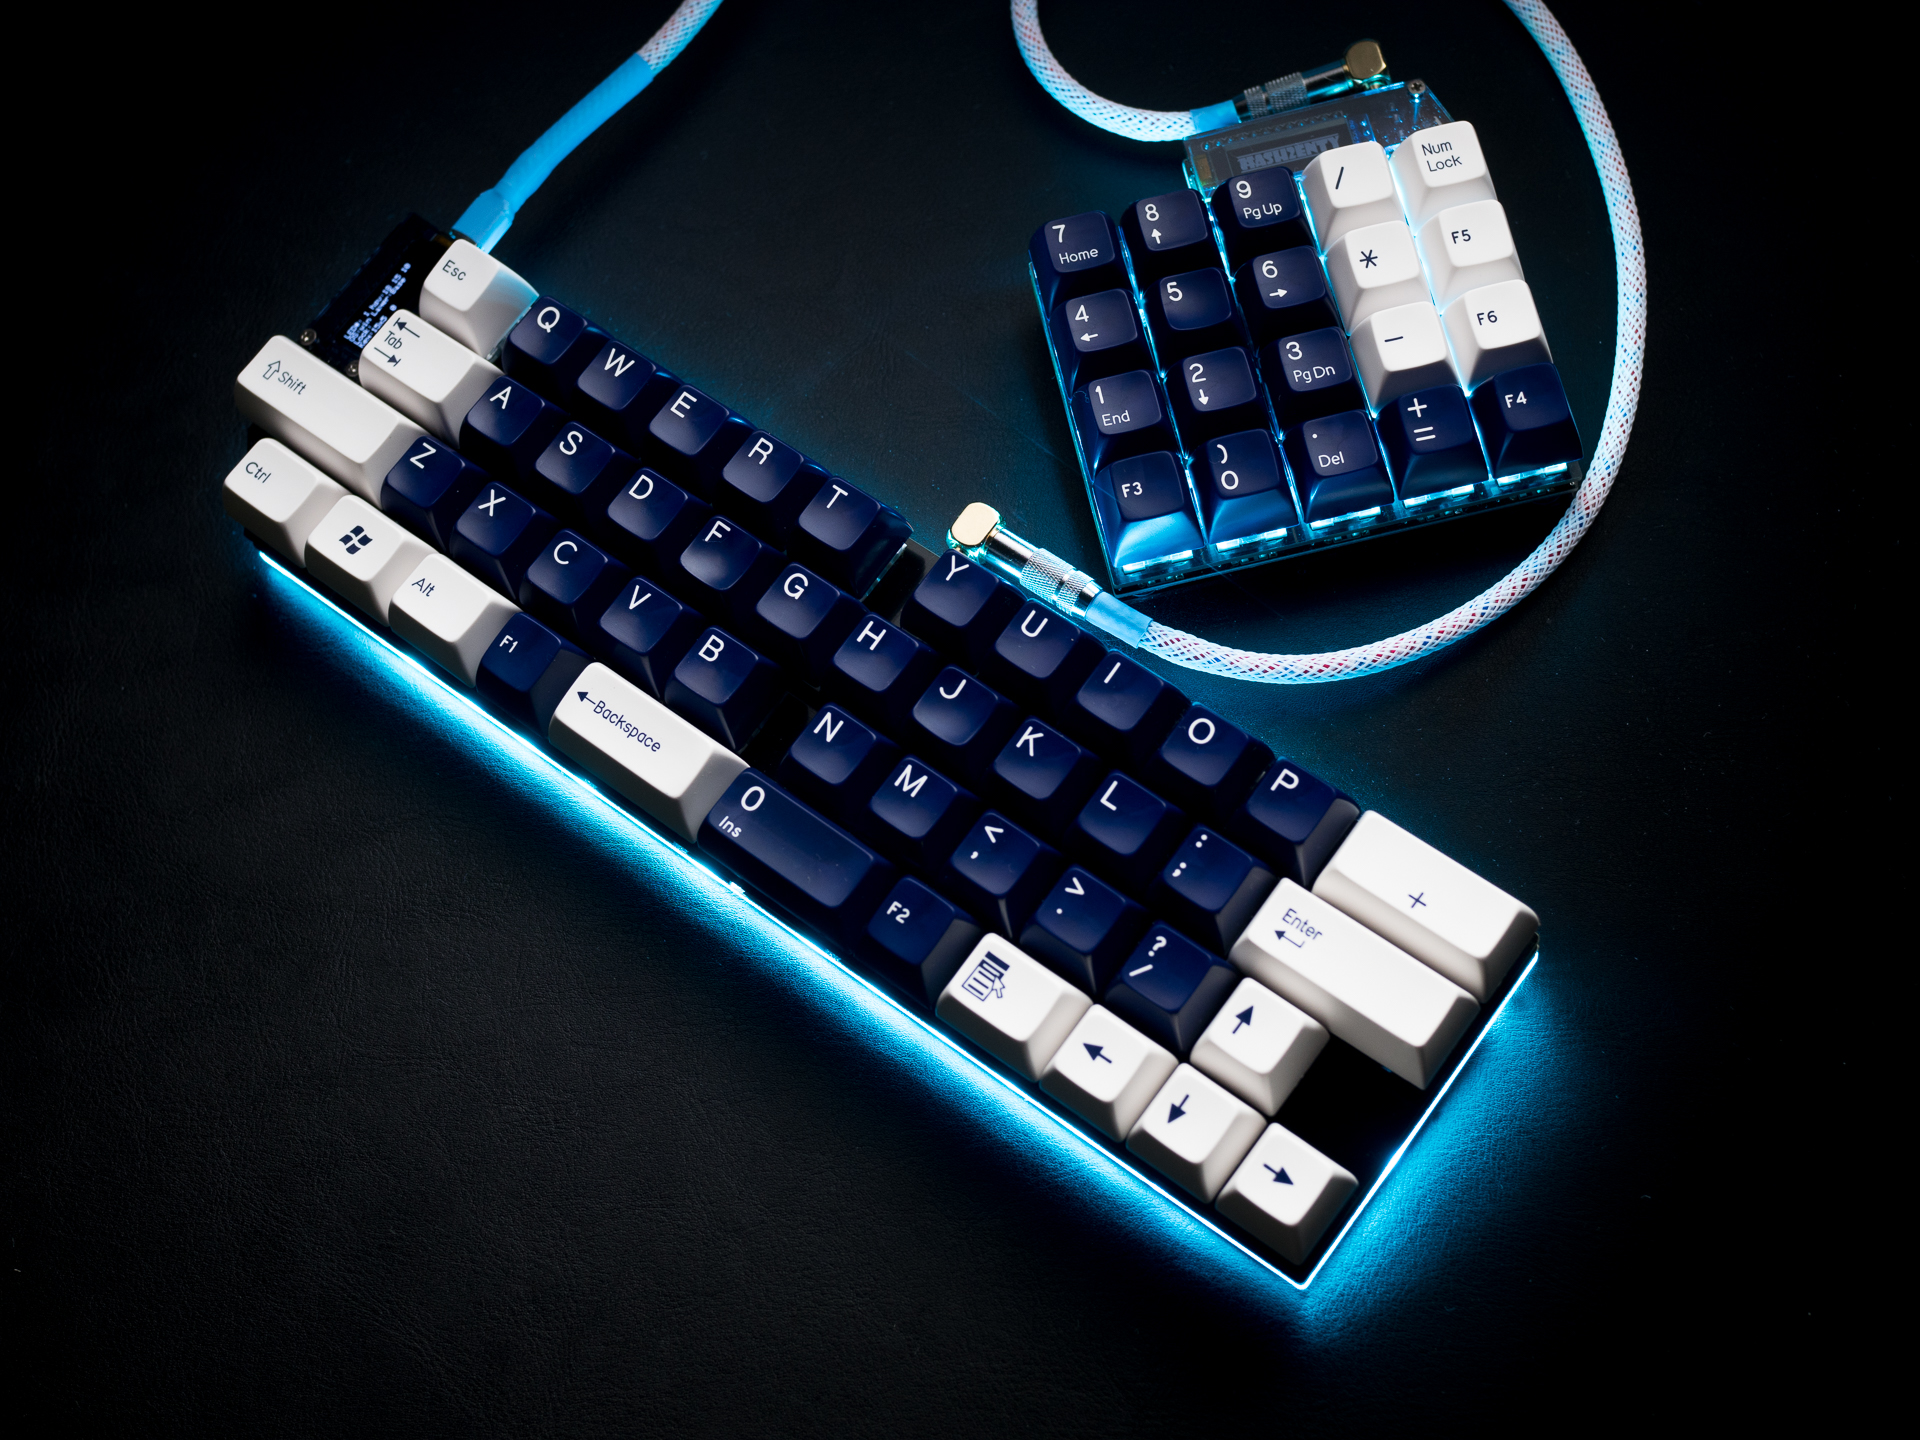 Esc
Q
W
E
R
T
Y
U
I
O
P
+
Tab
A
S
D
F
G
H
J
K
L
:
;
Enter
Shift
Z
X
C
V
B
N
M
<
,
>
.
?
/
Ctrl
Alt
F1
Backspace
0
Ins
F2
7
Home
8
9
Pg Up
/
Num
Lock
4
5
6
*
F5
1
End
2
3
Pg Dn
-
F6
F3
)
0
.
Del
+
=
F4